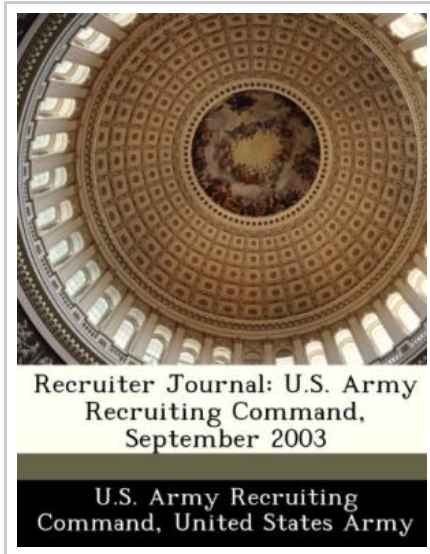 Recruiter Journal: U.S. Army
Recruiting Command,
September 2003
U.S. Army Recruiting
Command, United States Army